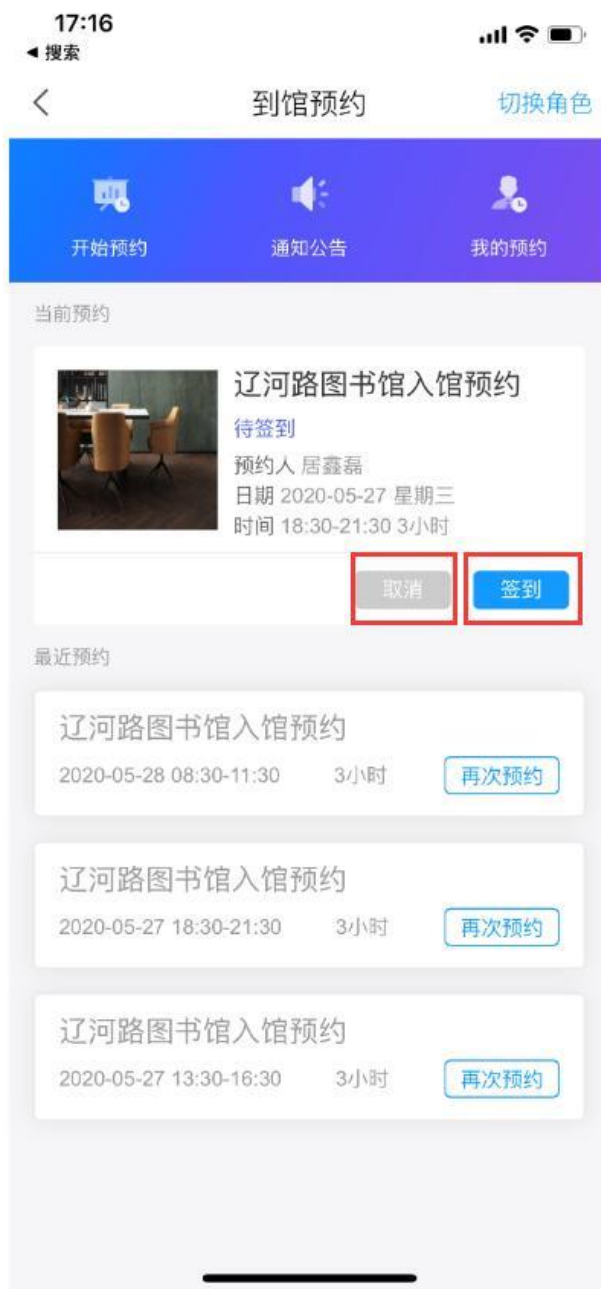 17:16
搜索
到馆预约
切换角色
开始预约
通知公告
我的预约
当前预约
辽河路图书馆入馆预约
待签到
预约人 居鑫磊
日期 2020-05-27 星期三
时间 18:30-21:30 3小时
取消
签到
最近预约
辽河路图书馆入馆预约
2020-05-28 08:30-11:30 3小时
再次预约
辽河路图书馆入馆预约
2020-05-27 18:30-21:30 3小时
再次预约
辽河路图书馆入馆预约
2020-05-27 13:30-16:30 3小时
再次预约